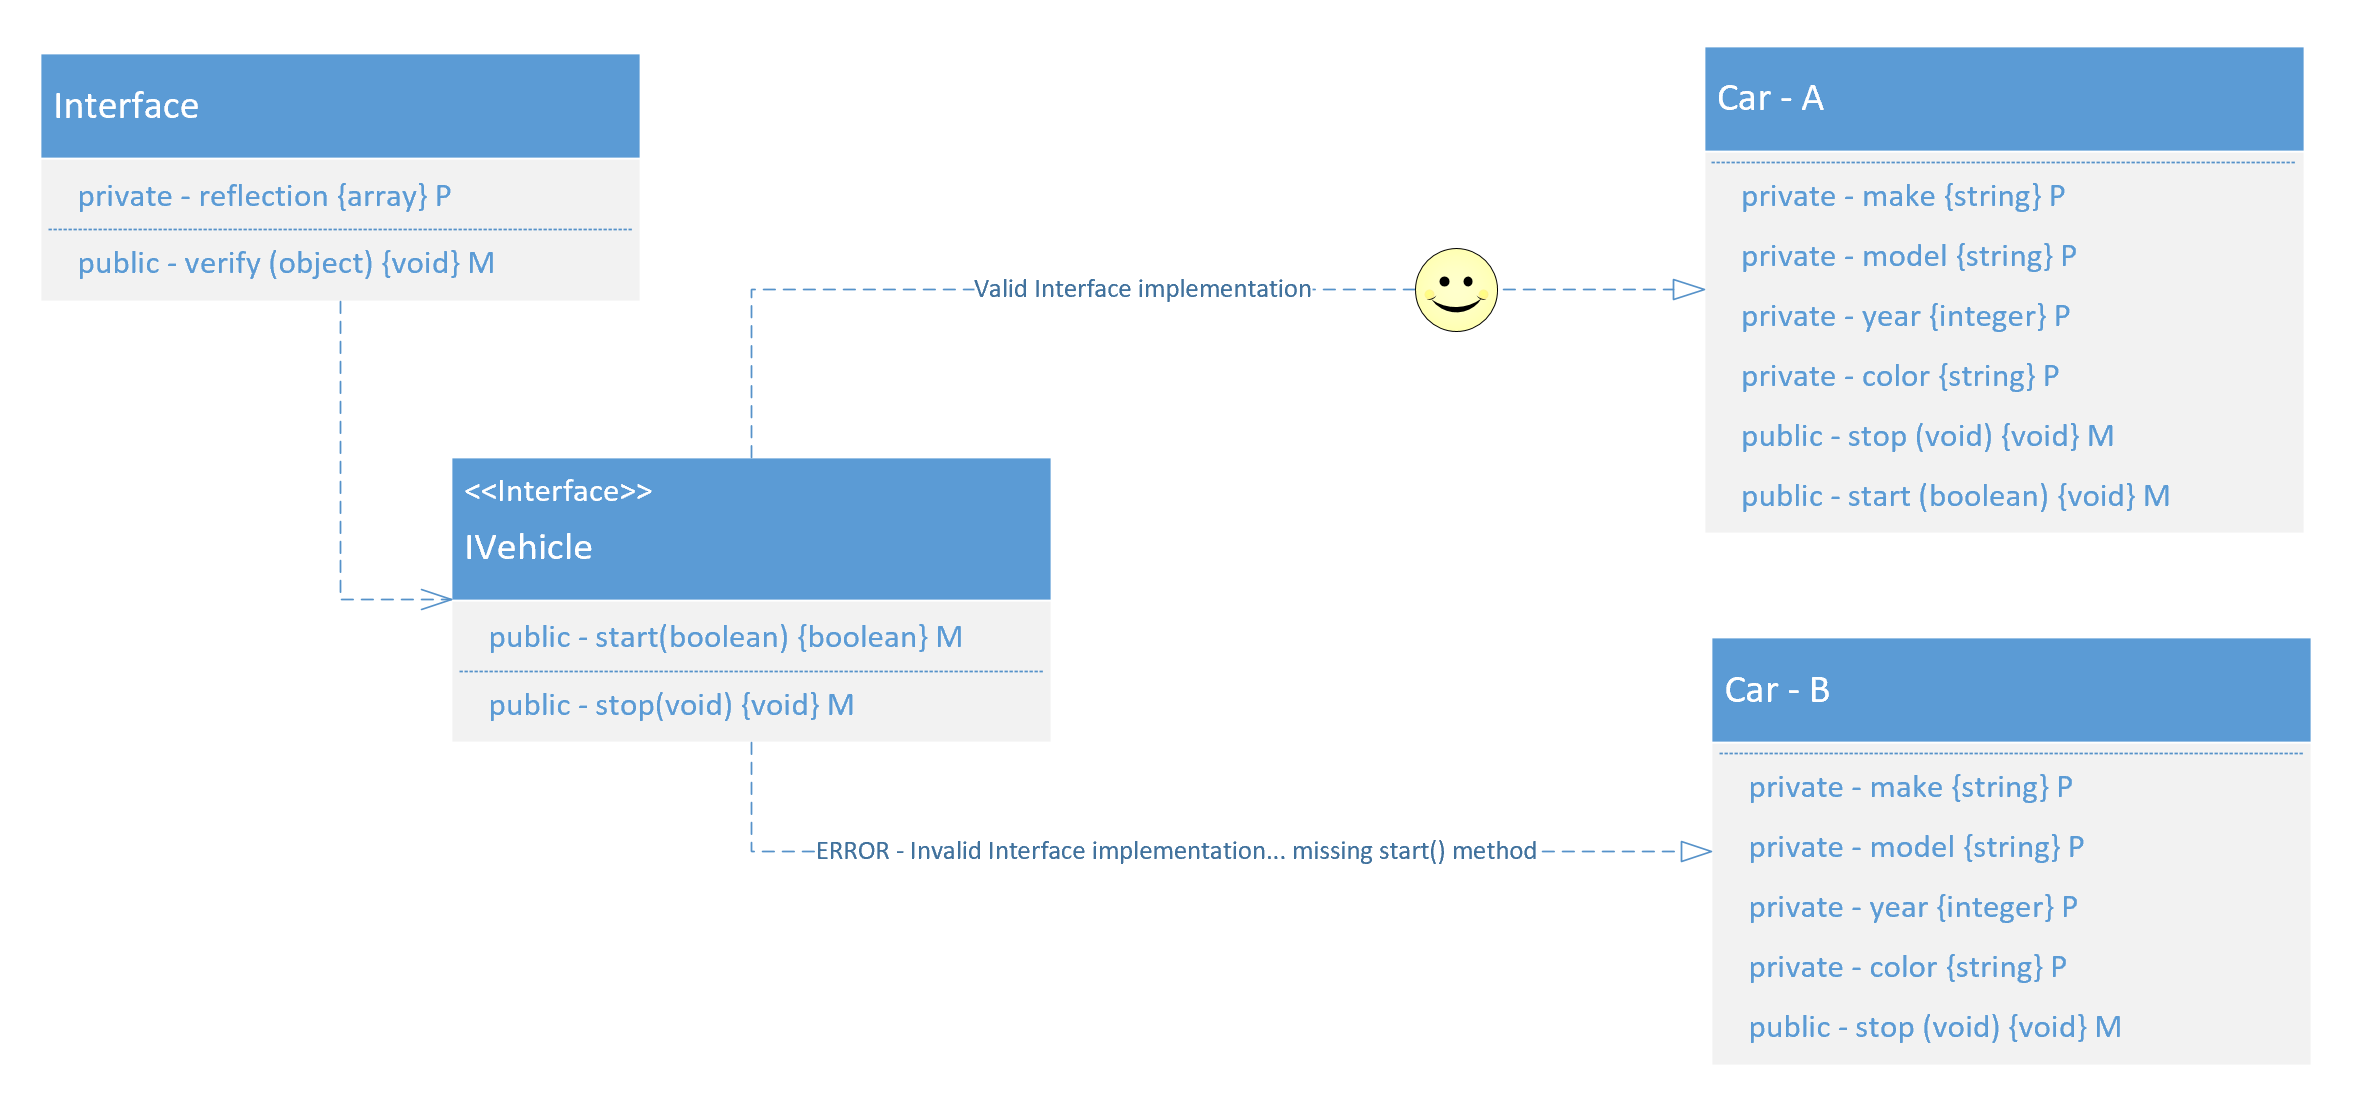 Interface
private - reflection {array} P
public - verify (object) {void} M
<<Interface>>
IVehicle
public - start(boolean) {boolean} M
public - stop(void) {void} M
Valid Interface implementation
ERROR - Invalid Interface implementation... missing start() method
Car - A
private - make {string} P
private - model {string} P
private - year {integer} P
private - color {string} P
public - stop (void) {void} M
public - start (boolean) {void} M
Car - B
private - make {string} P
private - model {string} P
private - year {integer} P
private - color {string} P
public - stop (void) {void} M